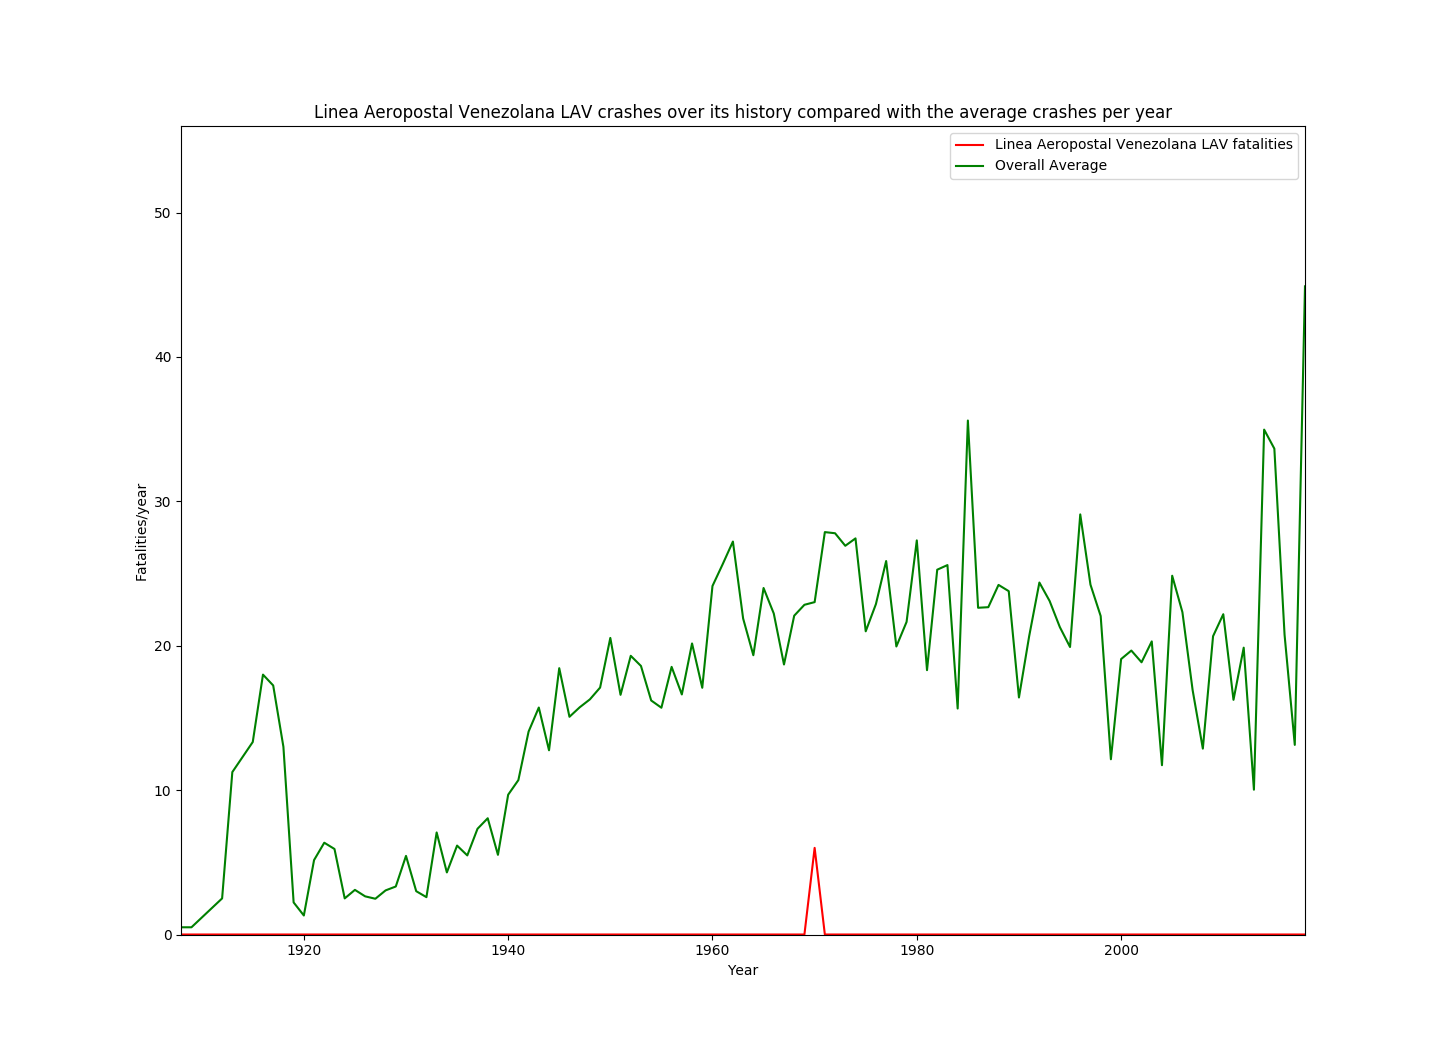 Linea Aeropostal Venezolana LAV crashes over its history compared with the average crashes per year
Linea Aeropostal Venezolana LAV fatalities
Overall Average
50
40
30
20
10
0
Fatalities/year
1920 1940 1960 1980 2000
Year